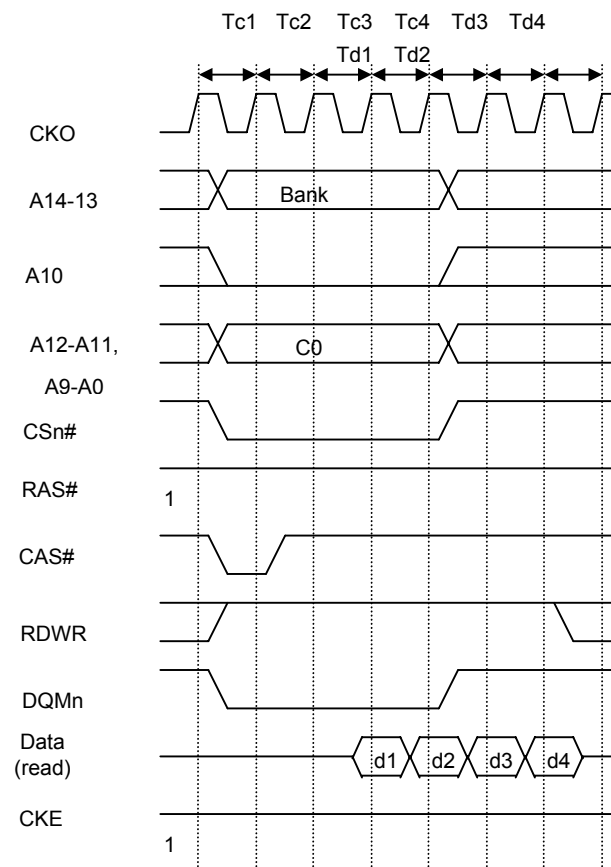 Tc1 Tc2 Tc3 Tc4 Td3 Td4
Td1 Td2
CKO
A14-13
Bank
A10
A12-A11,
C0
A9-A0
CSn#
RAS#
1
CAS#
RDWR
DQMn
Data
(read)
d1 d2 d3 d4
CKE
1